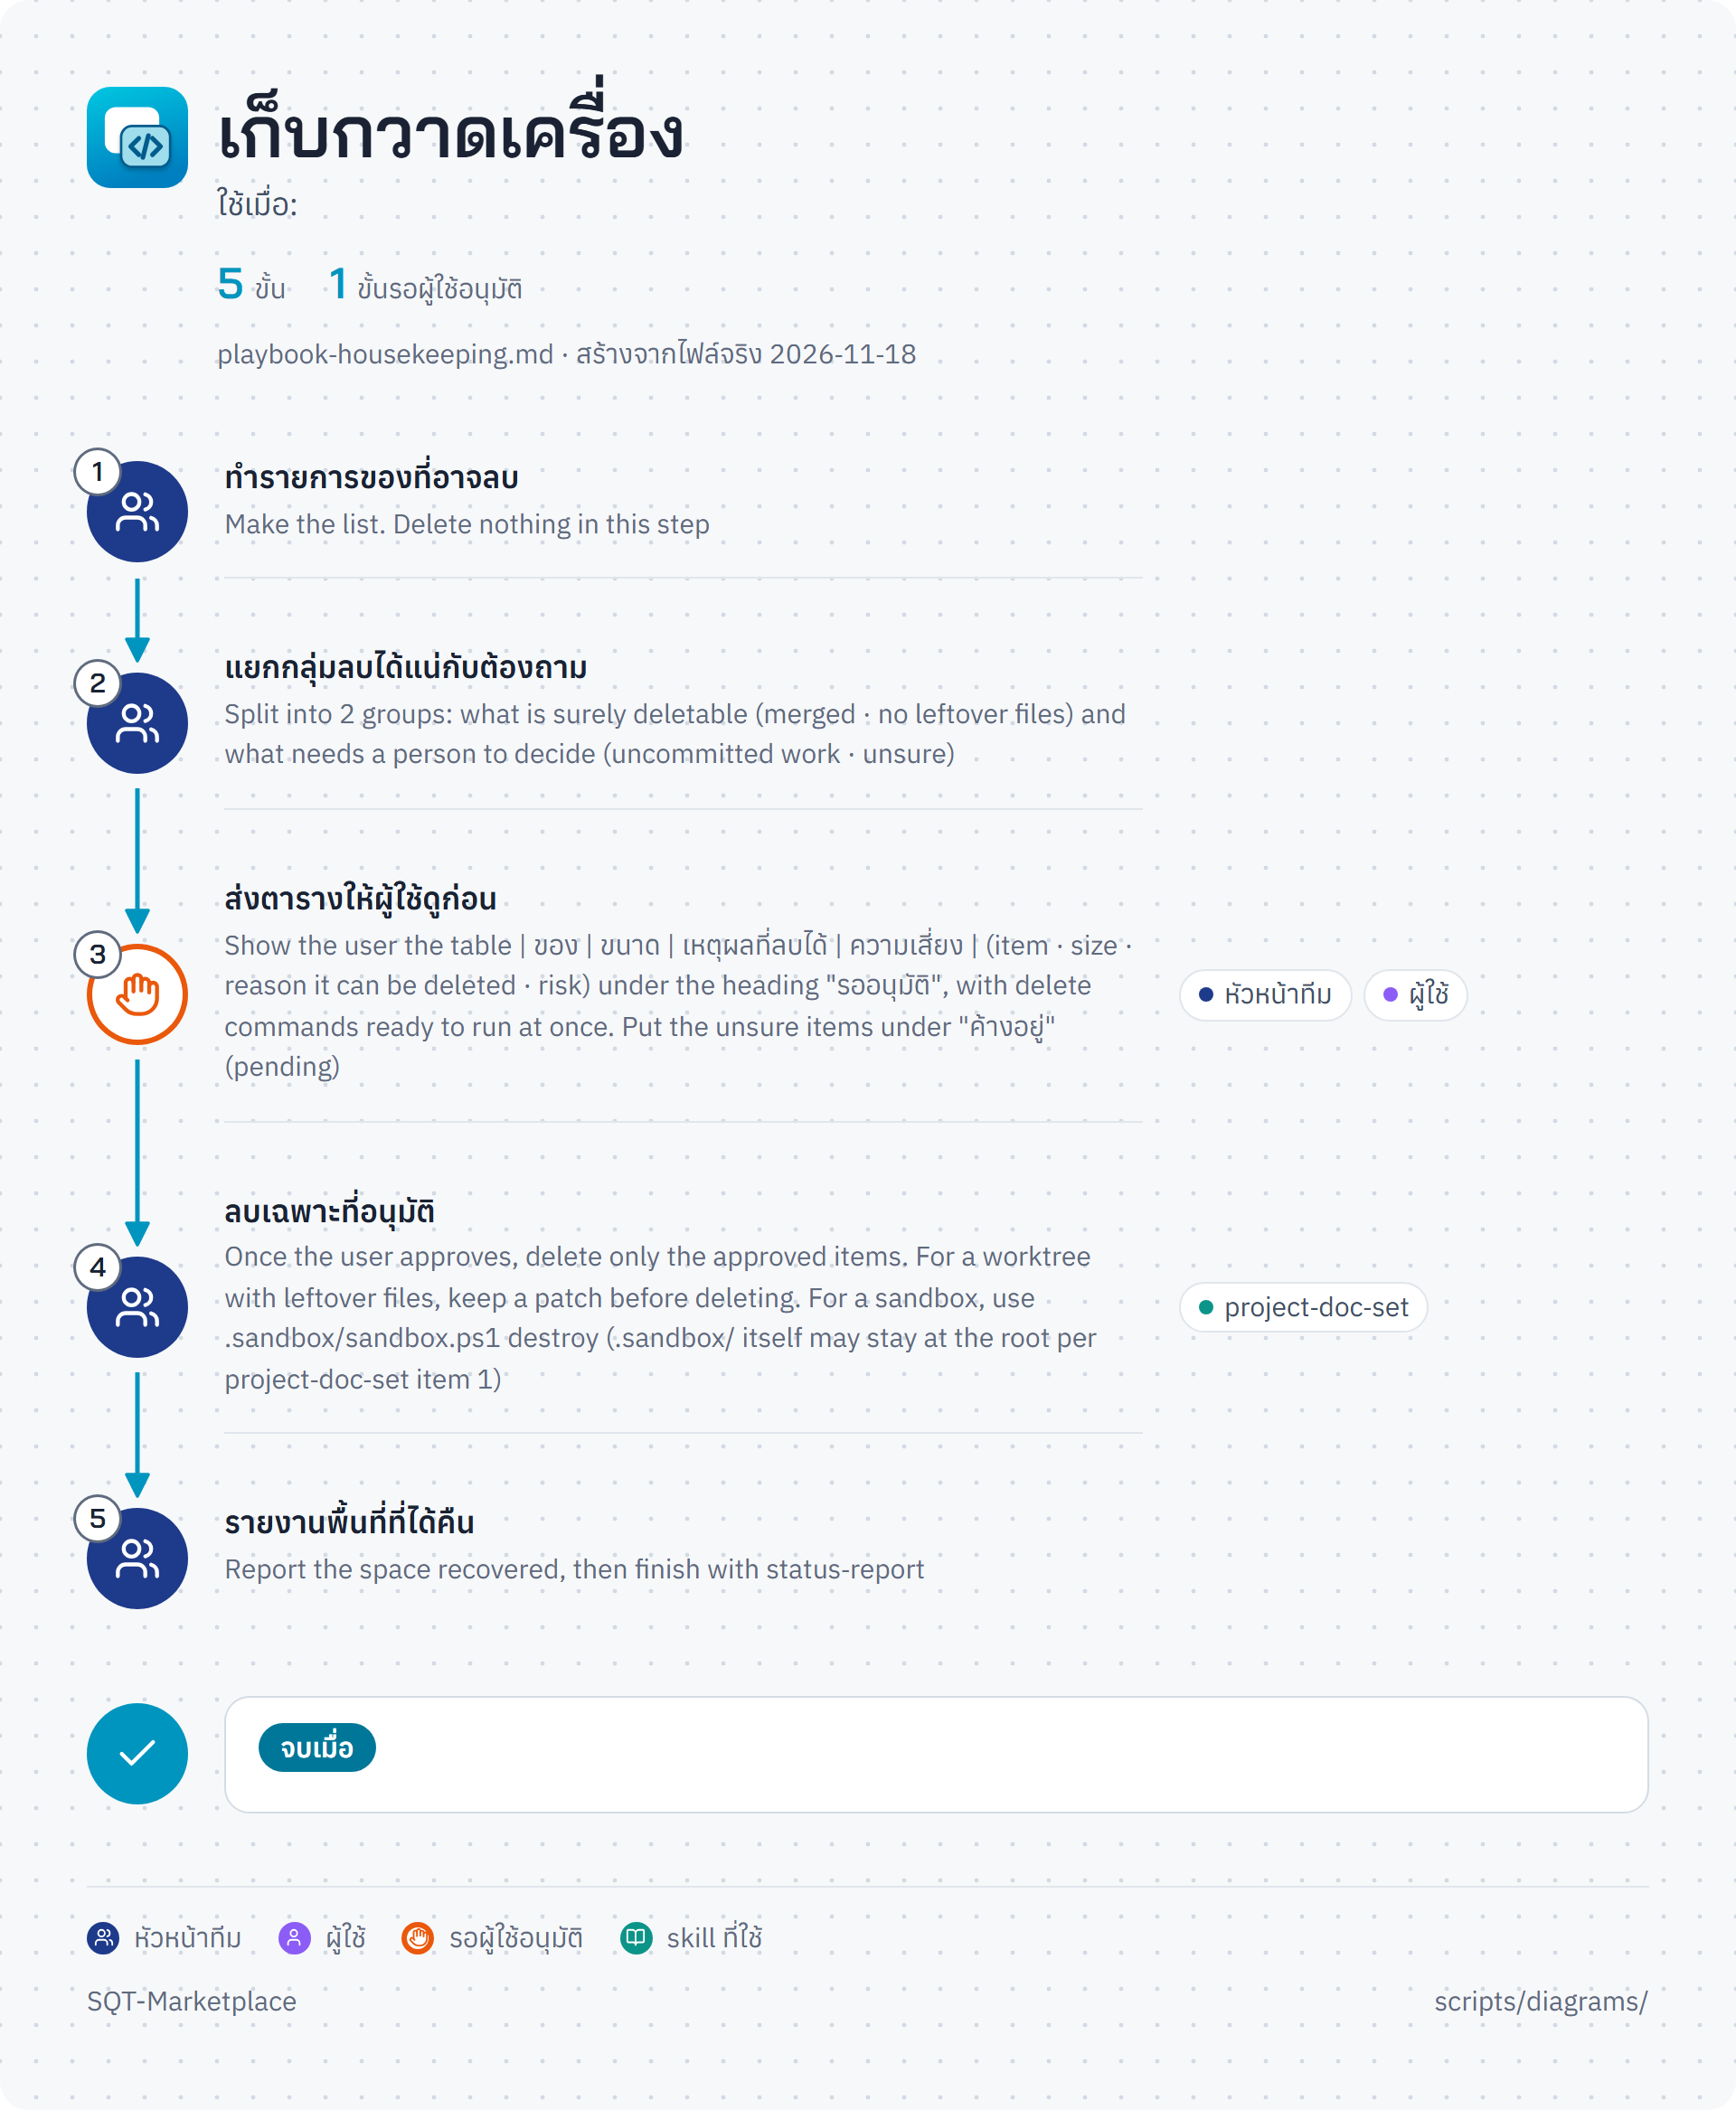 เก็บกวาดเครื่อง
ใช้เมื่อ:
5 ขั้น 1 ขั้นรอผู้ใช้อนุมัติ
playbook-housekeeping.md · สร้างจากไฟล์จริง 2026-11-18
1
ทำรายการของที่อาจลบ
Make the list. Delete nothing in this step
2
แยกกลุ่มลบได้แน่กับต้องถาม
Split into 2 groups: what is surely deletable (merged · no leftover files) and
what needs a person to decide (uncommitted work · unsure)
3
ส่งตารางให้ผู้ใช้ดูก่อน
Show the user the table | ของ | ขนาด | เหตุผลที่ลบได้ | ความเสี่ยง | (item · size ·
reason it can be deleted · risk) under the heading "รออนุมัติ", with delete
commands ready to run at once. Put the unsure items under "ค้างอยู่"
(pending)
หัวหน้าทีม ผู้ใช้
4
ลบเฉพาะที่อนุมัติ
Once the user approves, delete only the approved items. For a worktree
with leftover files, keep a patch before deleting. For a sandbox, use
.sandbox/sandbox.ps1 destroy (.sandbox/ itself may stay at the root per
project-doc-set item 1)
project-doc-set
5
รายงานพื้นที่ที่ได้คืน
Report the space recovered, then finish with status-report
จบเมื่อ
หัวหน้าทีม ผู้ใช้ รอผู้ใช้อนุมัติ skill ที่ใช้
SQT-Marketplace scripts/diagrams/